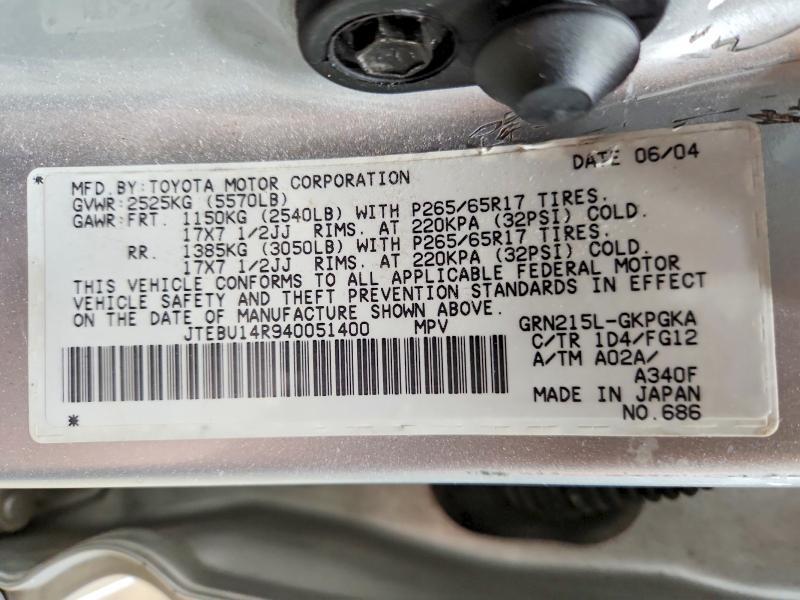 DATE 06/04
MFD. BY: TOYOTA MOTOR CORPORATION
GVWR: 2525KG (5570LB)
GAWR: FRT. 1150KG (2540LB) WITH P265/65R17 TIRES.
17X7 1/2JJ RIMS. AT 220KPA (32PSI) COLD.
RR. 1385KG (3050LB) WITH P265/65R17 TIRES.
17X7 1/2JJ RIMS. AT 220KPA (32PSI) COLD.
THIS VEHICLE CONFORMS TO ALL APPLICABLE FEDERAL MOTOR
VEHICLE SAFETY AND THEFT PREVENTION STANDARDS IN EFFECT
ON THE DATE OF MANUFACTURE SHOWN ABOVE.
JTEBU14R940051400 MPV GRN215L-GKPGKA
C/TR 1D4/FG12
A/TM A02A/
A340F
MADE IN JAPAN
NO.686